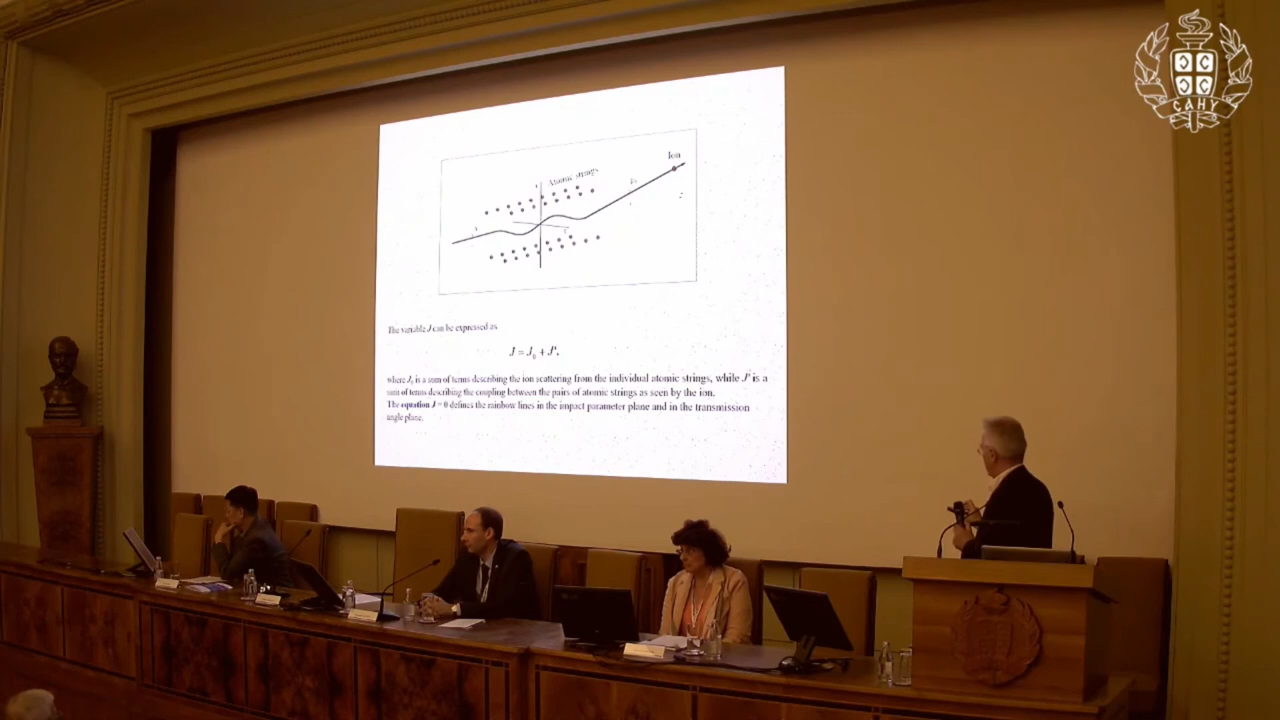 САНУ
Ion
Atomic strings
The variable J can be expressed as
J = J₀ + J',
where J₀ is a sum of terms describing the ion scattering from the individual atomic strings, while J' is a
sum of terms describing the coupling between the pairs of atomic strings as seen by the ion.
The equation J = 0 defines the rainbow lines in the impact parameter plane and in the transmission
angle plane.